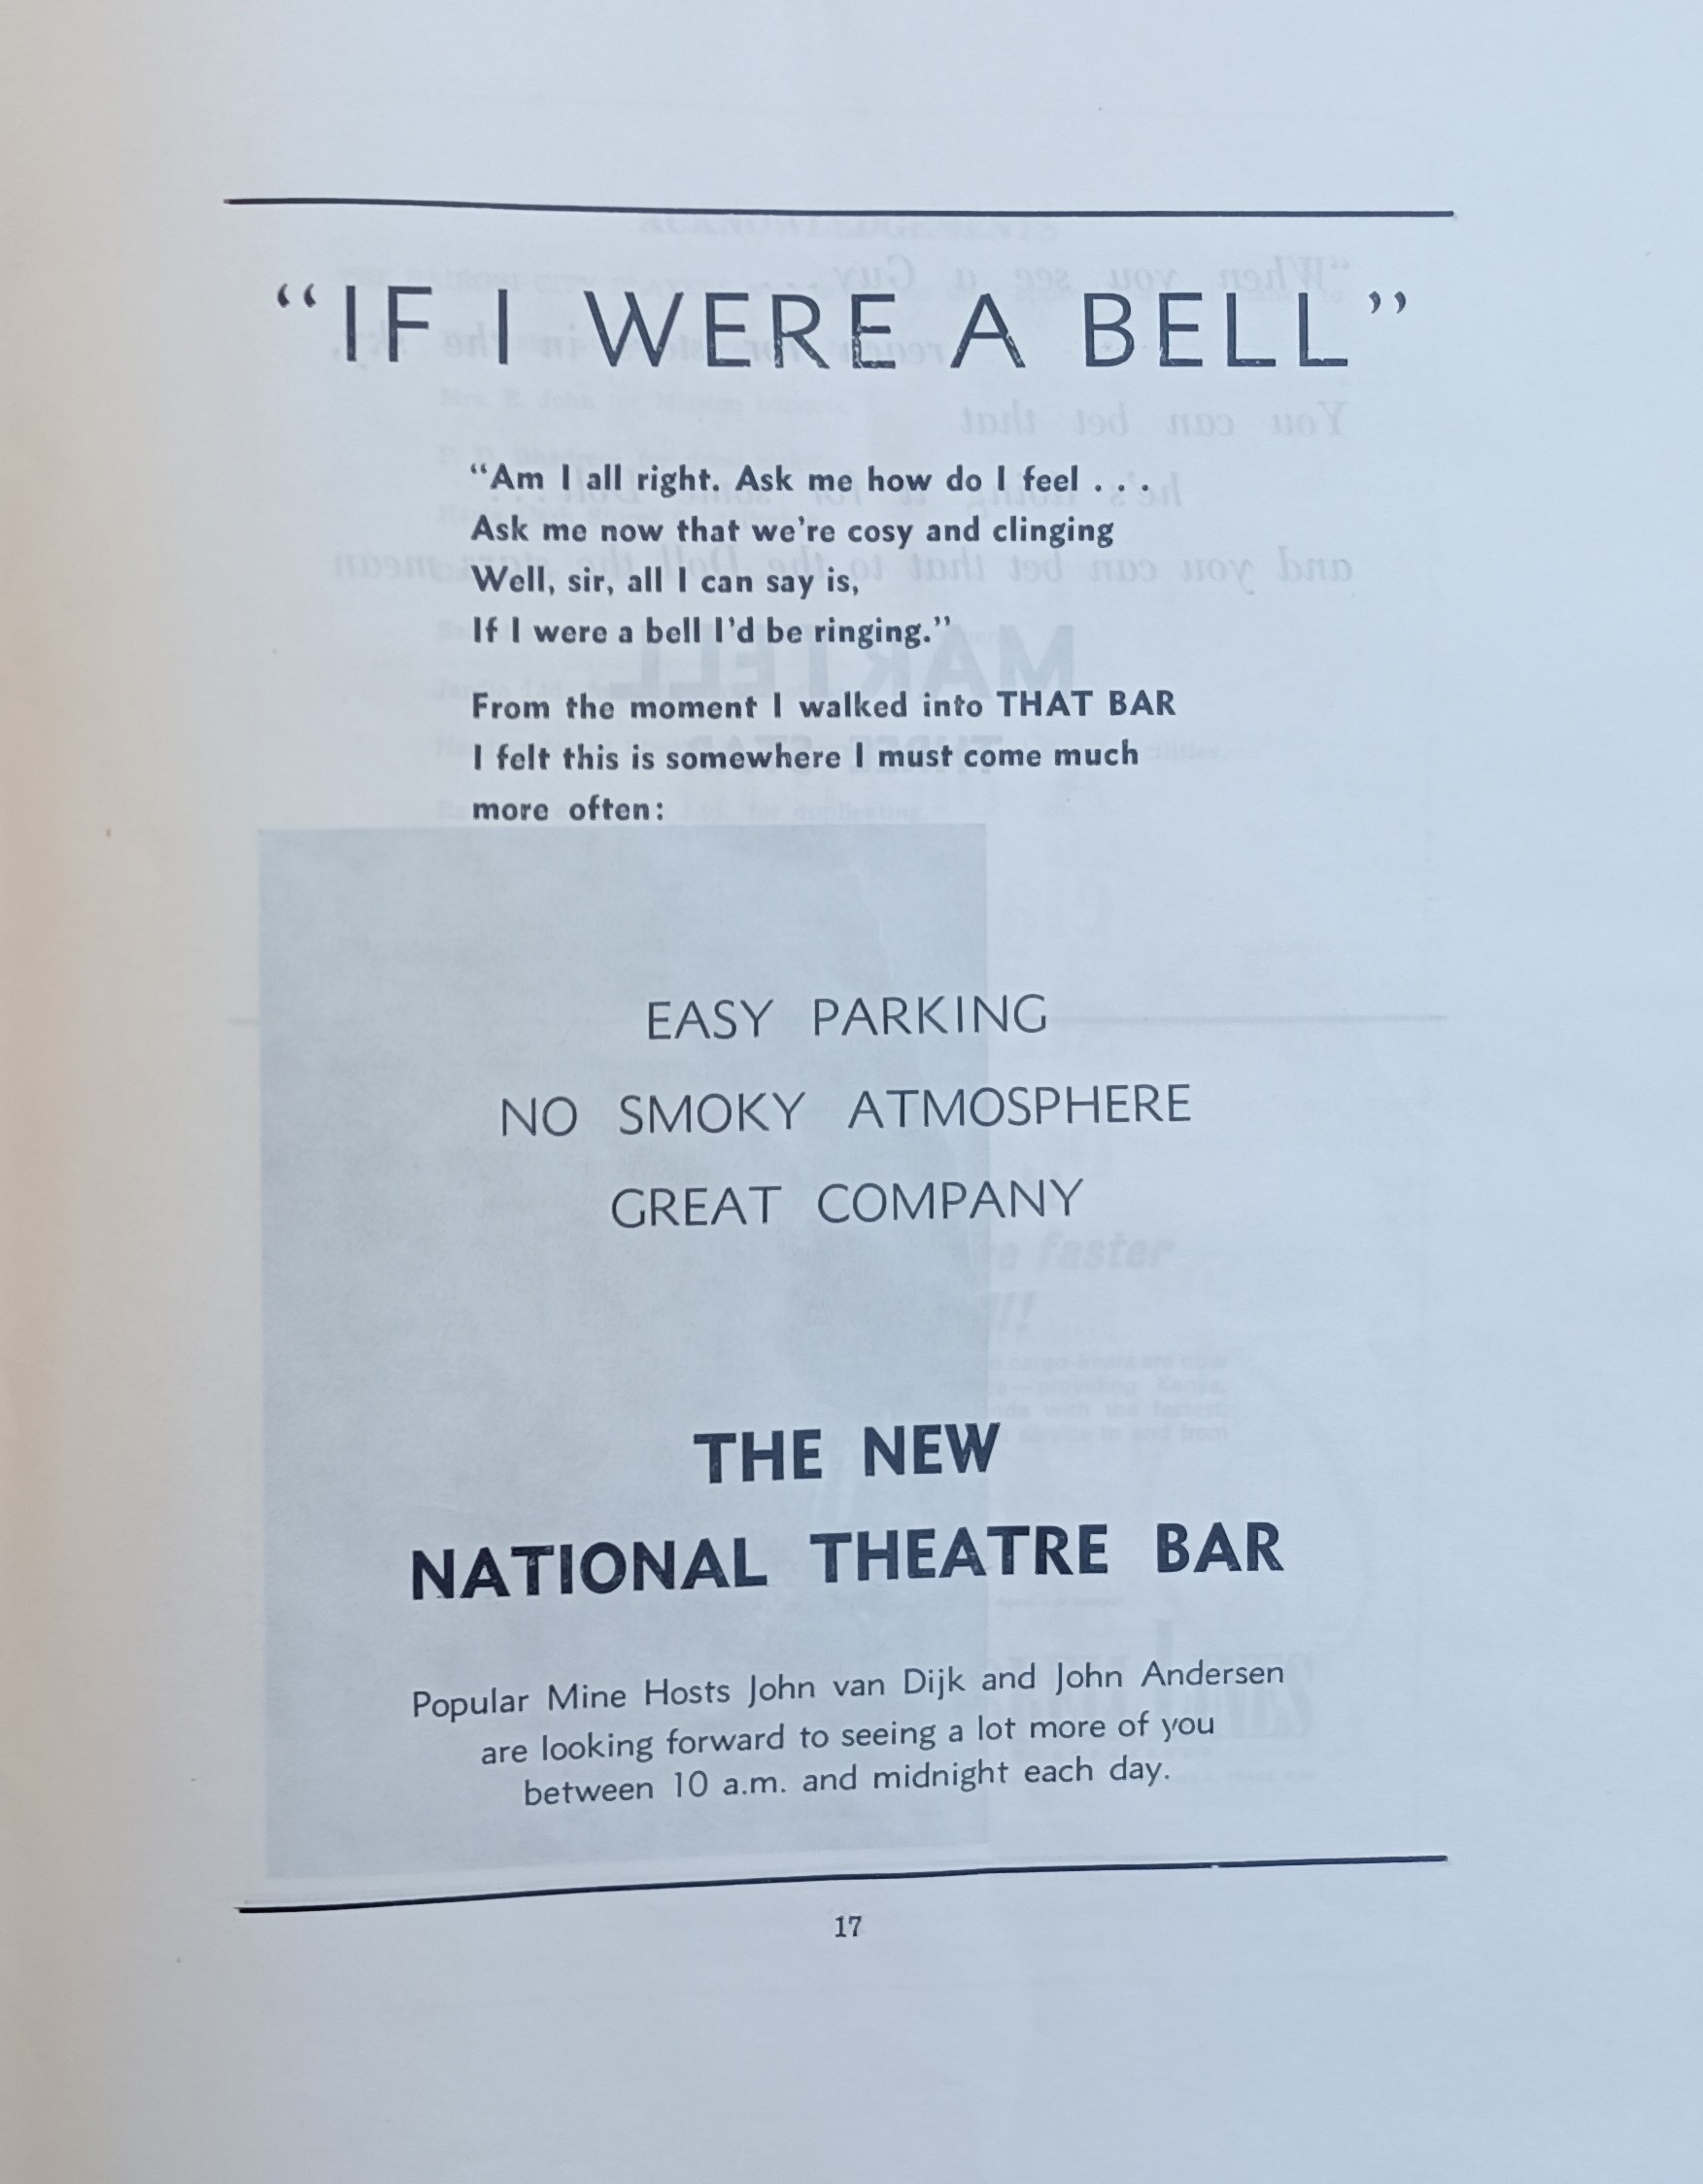 “IF I WERE A BELL”
“Am I all right. Ask me how do I feel . . .
Ask me now that we’re cosy and clinging
Well, sir, all I can say is,
If I were a bell I’d be ringing.”
From the moment I walked into THAT BAR
I felt this is somewhere I must come much
more often:
EASY PARKING
NO SMOKY ATMOSPHERE
GREAT COMPANY
THE NEW
NATIONAL THEATRE BAR
Popular Mine Hosts John van Dijk and John Andersen
are looking forward to seeing a lot more of you
between 10 a.m. and midnight each day.
17